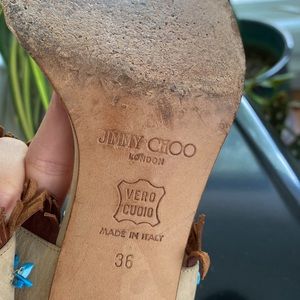 JIMMY CHOO
LONDON
VERO
CUOIO
MADE IN ITALY
36